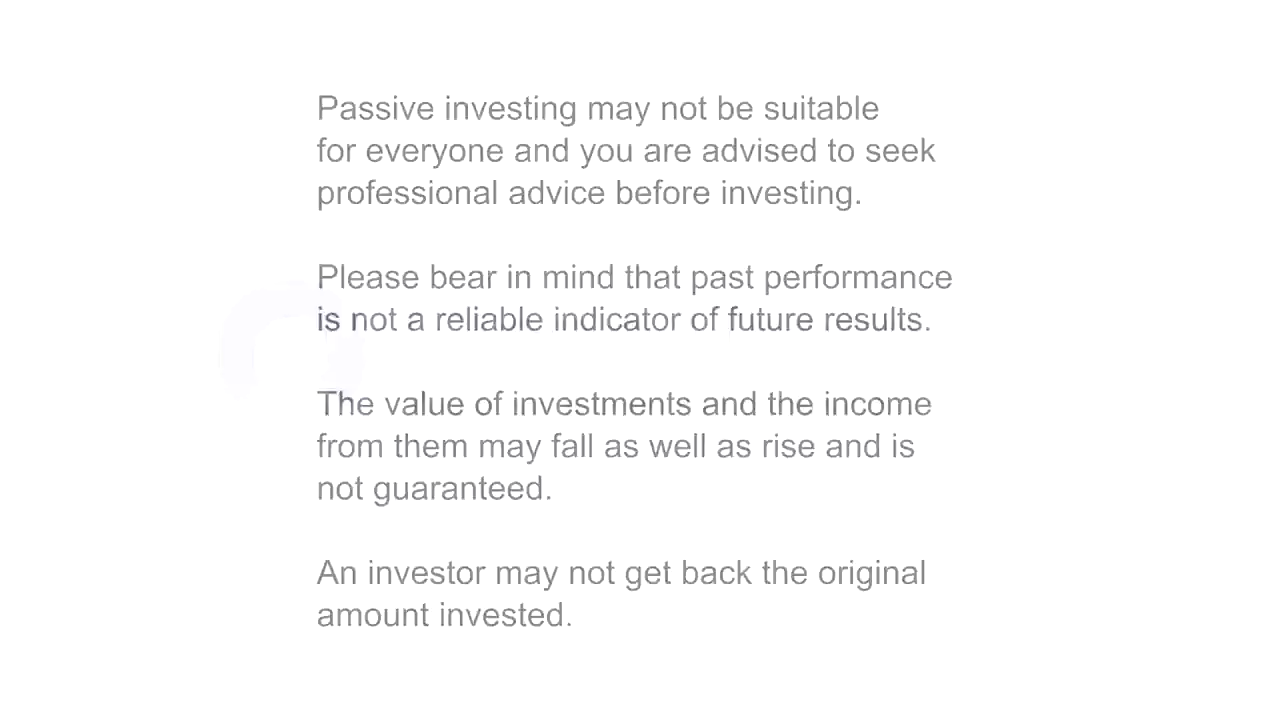 Passive investing may not be suitable
for everyone and you are advised to seek
professional advice before investing.
Please bear in mind that past performance
is not a reliable indicator of future results.
The value of investments and the income
from them may fall as well as rise and is
not guaranteed.
An investor may not get back the original
amount invested.